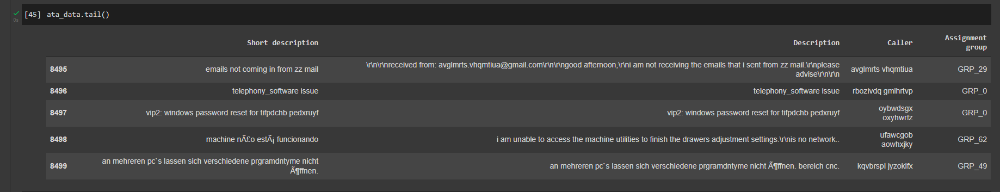 [45] ata_data.tail()
0s
Short description Description Caller Assignment group
8495 emails not coming in from zz mail \r\n\r\nreceived from: avglmrts.vhqmtiua@gmail.com\r\n\r\ngood afternoon,\r\ni am not receiving the emails that i sent from zz mail.\r\nplease advise\r\n\r\n avglmrts vhqmtiua GRP_29
8496 telephony_software issue telephony_software issue rbozivdq gmlhrtvp GRP_0
8497 vip2: windows password reset for tifpdchb pedxruyf vip2: windows password reset for tifpdchb pedxruyf oybwdsgx oxyhwrfz GRP_0
8498 machine nÃ£o estÃ¡ funcionando i am unable to access the machine utilities to finish the drawers adjustment settings.\r\nis no network.. ufawcgob aowhxjky GRP_62
8499 an mehreren pc`s lassen sich verschiedene prgramdntyme nicht Ã¶ffnen. an mehreren pc`s lassen sich verschiedene prgramdntyme nicht Ã¶ffnen. bereich cnc. kqvbrspl jyzoklfx GRP_49